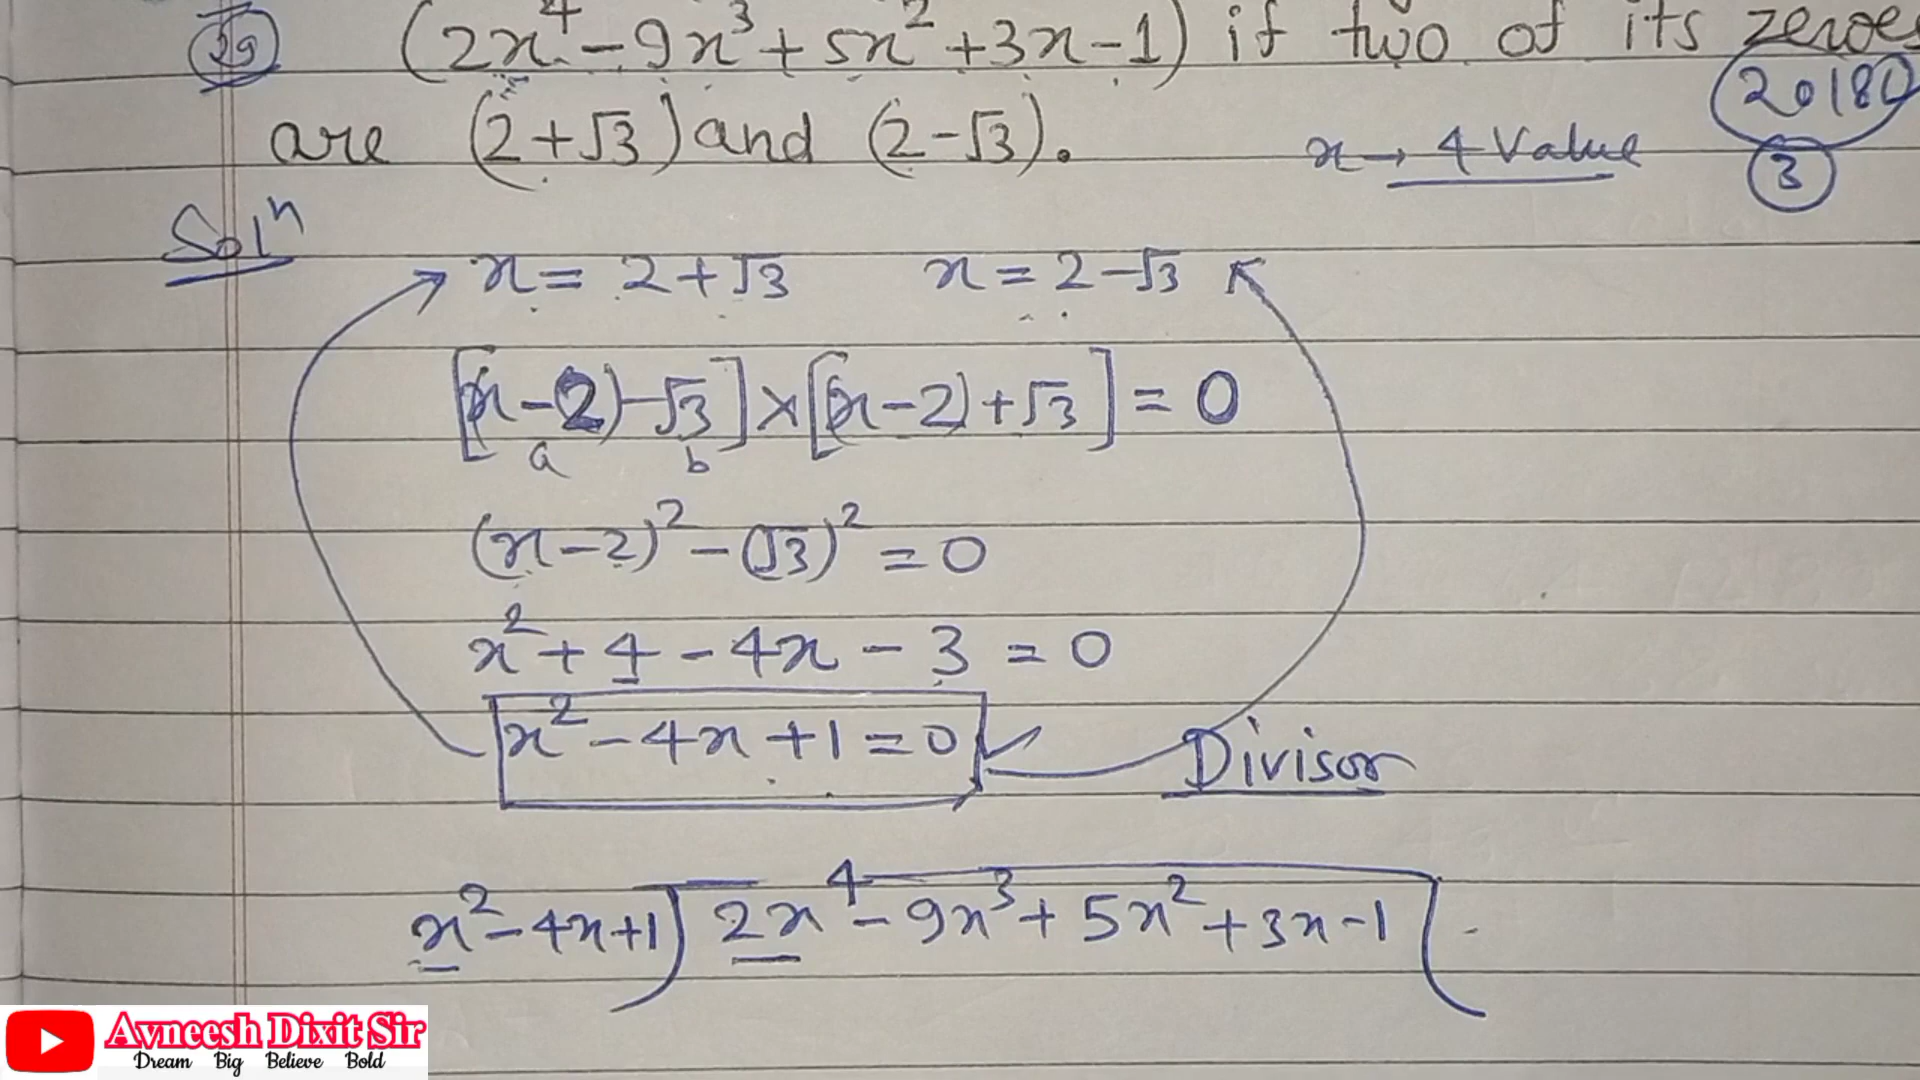 29 (2x⁴-9x³+5x²+3x-1) if two of its zeroes
are (2+√3) and (2-√3).
x → 4 Value
3
Solⁿ
x = 2+√3 x = 2-√3
[(x-2)-√3]×[(x-2)+√3] = 0
a b
(x-2)²-(√3)² = 0
x²+4-4x-3 = 0
x²-4x+1=0
Divisor
x²-4x+1) 2x⁴-9x³+5x²+3x-1 (
Avneesh Dixit Sir
Dream Big Believe Bold